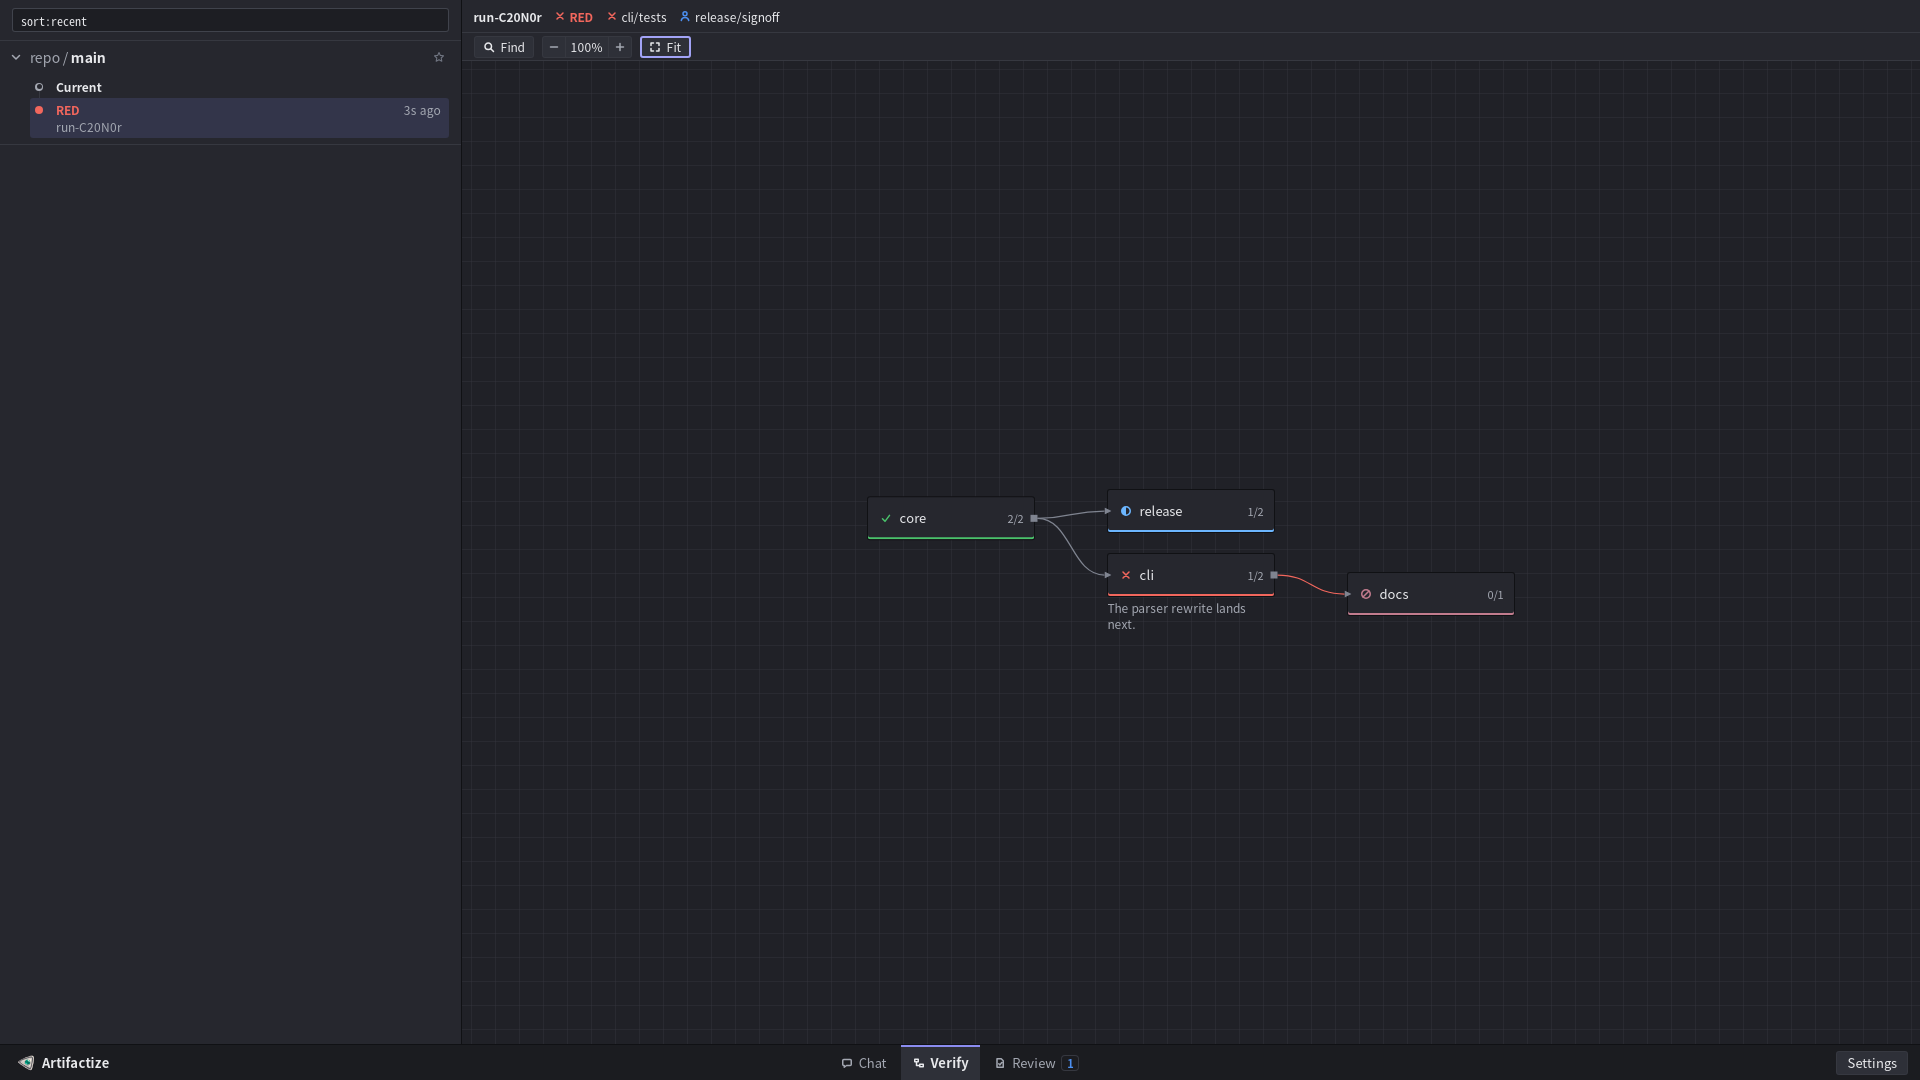 sort:recent
repo / main
Current
RED 3s ago
run-C20N0r
run-C20N0r RED cli/tests release/signoff
Find 100% Fit
core 2/2
release 1/2
cli 1/2
The parser rewrite lands
next.
docs 0/1
Artifactize
Chat Verify Review 1
Settings